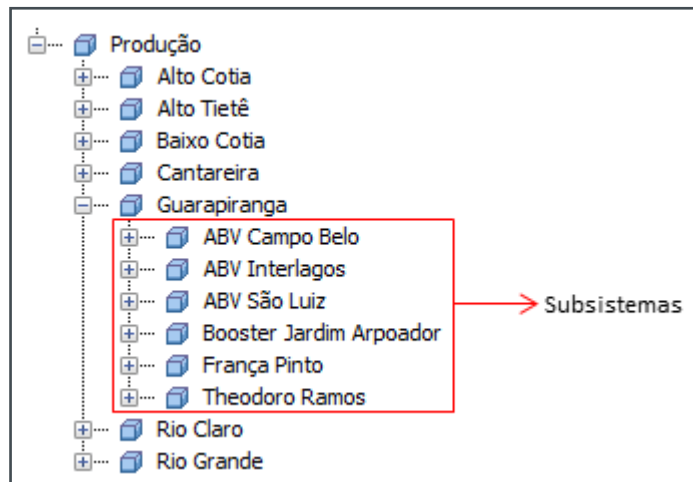 Produção
Alto Cotia
Alto Tietê
Baixo Cotia
Cantareira
Guarapiranga
ABV Campo Belo
ABV Interlagos
ABV São Luiz
Subsistemas
Booster Jardim Arpoador
França Pinto
Theodoro Ramos
Rio Claro
Rio Grande